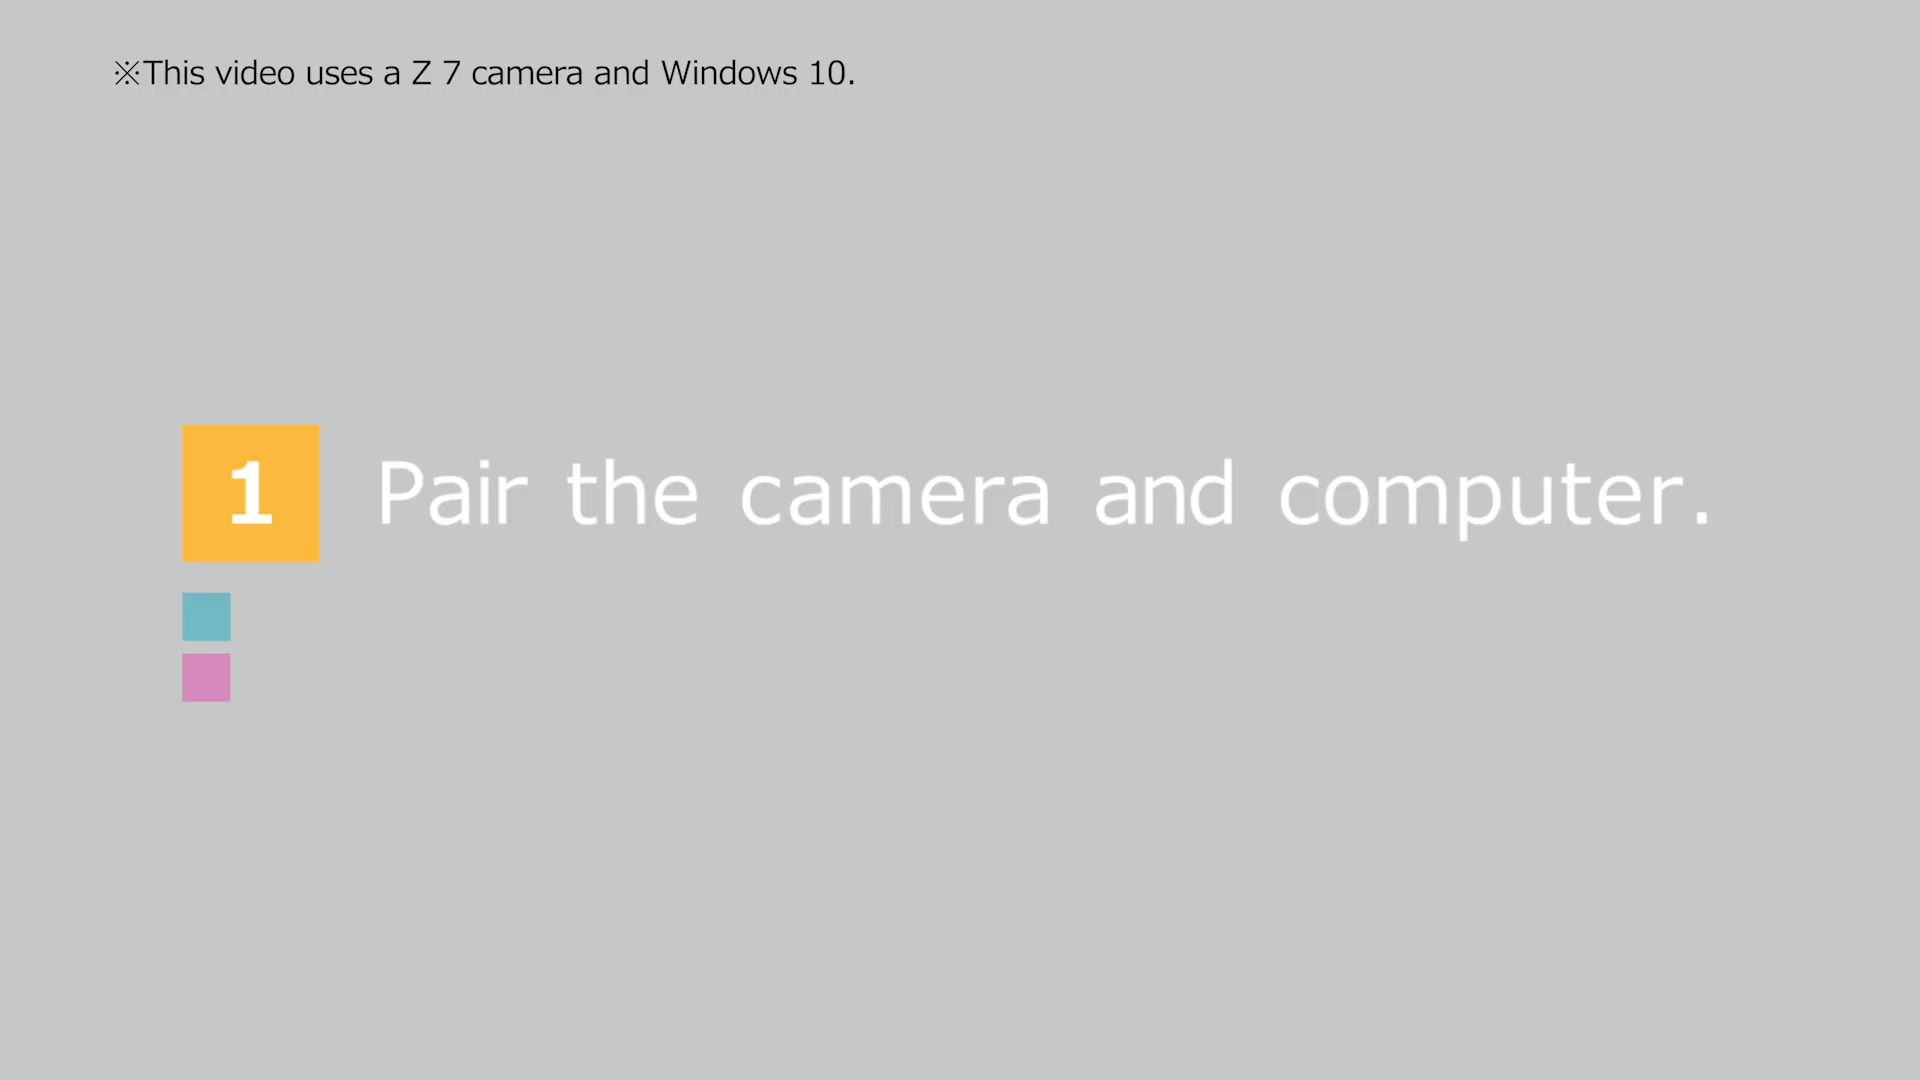 ※This video uses a Z 7 camera and Windows 10.
1 Pair the camera and computer.